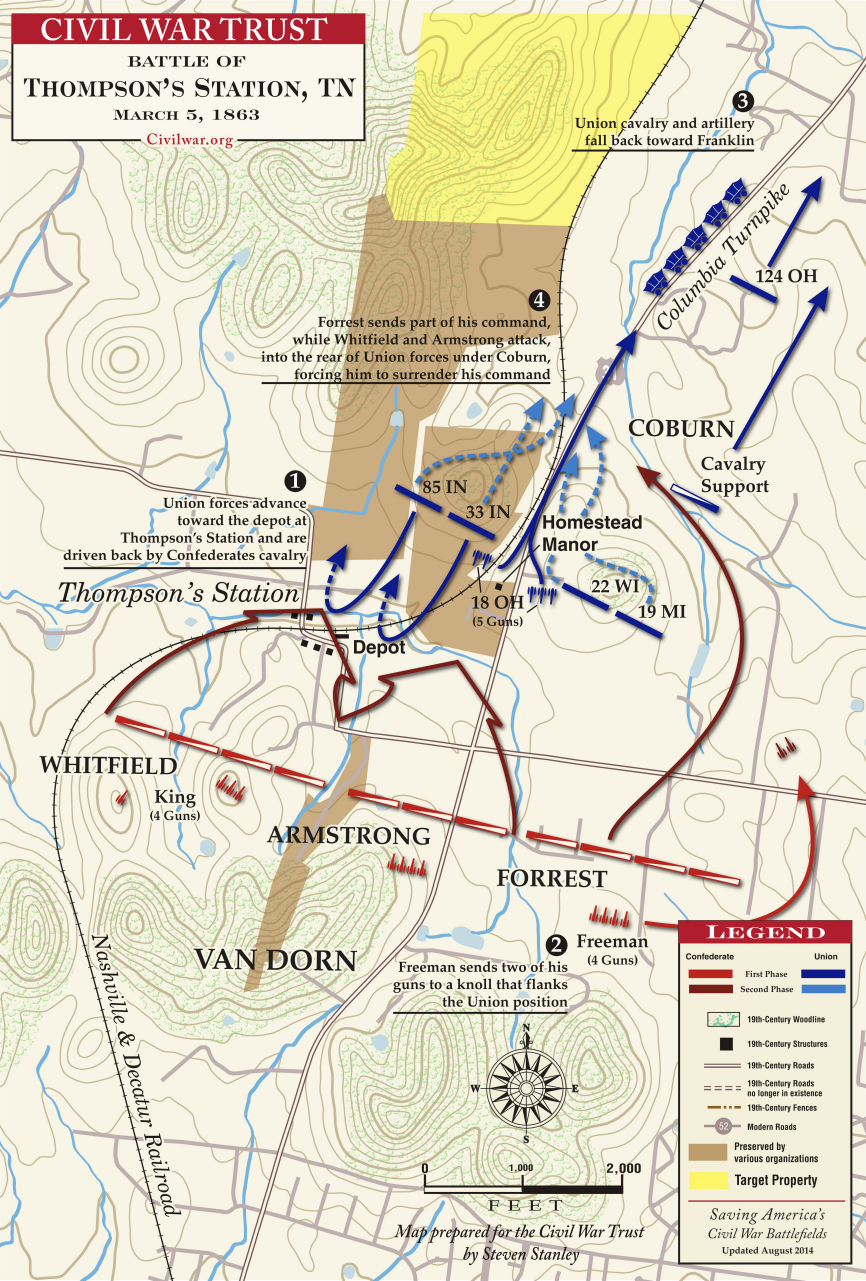 CIVIL WAR TRUST
BATTLE OF
THOMPSON'S STATION, TN
MARCH 5, 1863
Civilwar.org
3
Union cavalry and artillery
fall back toward Franklin
Columbia Turnpike
124 OH
4
Forrest sends part of his command,
while Whitfield and Armstrong attack,
into the rear of Union forces under Coburn,
forcing him to surrender his command
COBURN
Cavalry
Support
1
Union forces advance
toward the depot at
Thompson's Station and are
driven back by Confederates cavalry
85 IN
33 IN
Homestead
Manor
Thompson's Station
18 OH
(5 Guns)
22 WI
19 MI
Depot
WHITFIELD
King
(4 Guns)
ARMSTRONG
FORREST
VAN DORN
Freeman
(4 Guns)
2
Freeman sends two of his
guns to a knoll that flanks
the Union position
Nashville & Decatur Railroad
N
W
E
S
0
1,000
2,000
FEET
Map prepared for the Civil War Trust
by Steven Stanley
LEGEND
Confederate
Union
First Phase
Second Phase
19th-Century Woodline
19th-Century Structures
19th-Century Roads
19th-Century Roads
no longer in existence
19th-Century Fences
52
Modern Roads
Preserved by
various organizations
Target Property
Saving America's
Civil War Battlefields
Updated August 2014